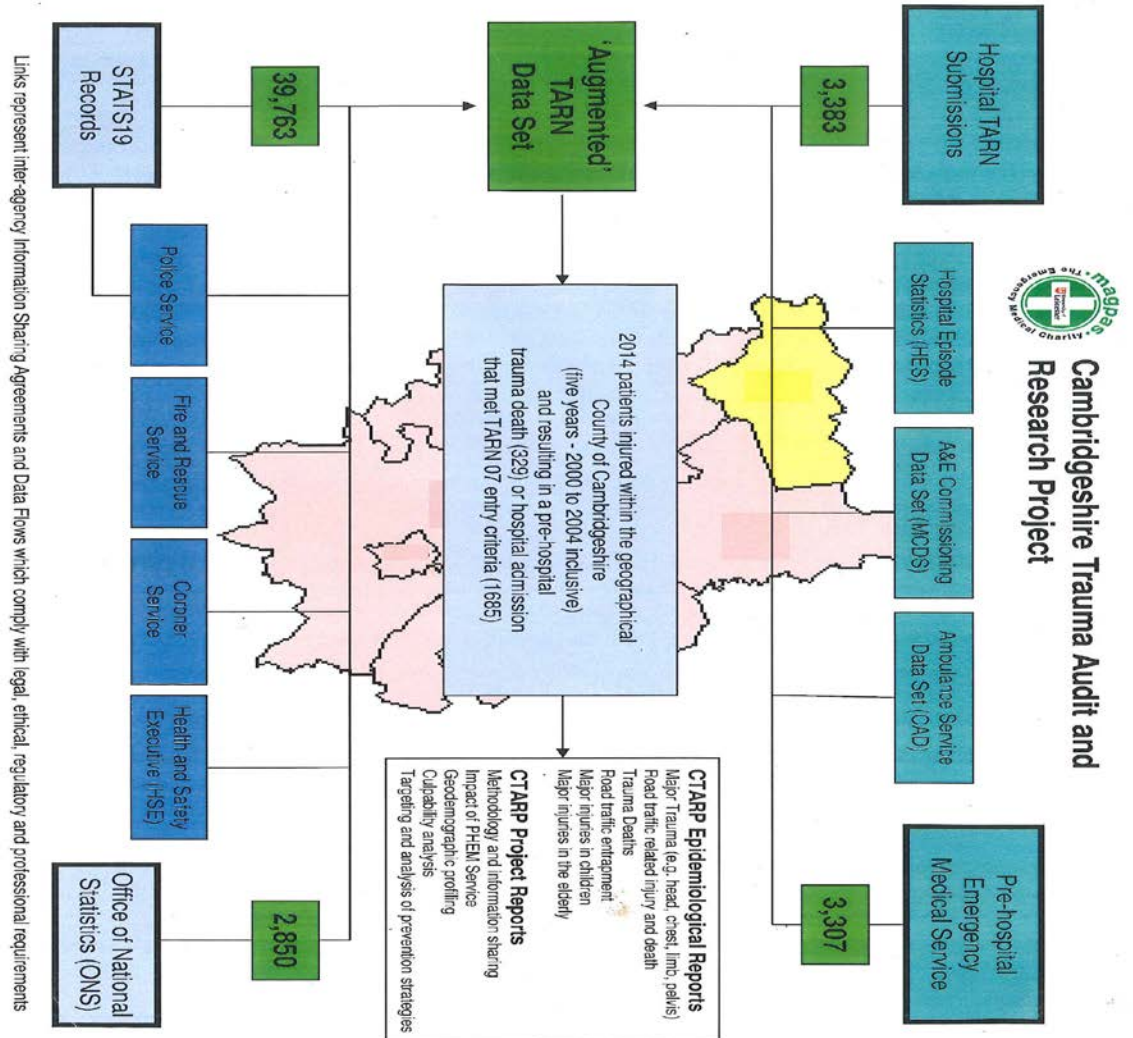 magpas
The Emergency Medical Charity
Cambridgeshire Trauma Audit and
Research Project
Hospital TARN
Submissions
Hospital Episode
Statistics (HES)
A&E Commissioning
Data Set (MCDS)
Ambulance Service
Data Set (CAD)
Pre-hospital
Emergency
Medical Service
3,383
3,307
'Augmented'
TARN
Data Set
2014 patients injured within the geographical
County of Cambridgeshire
(five years - 2000 to 2004 inclusive)
and resulting in a pre-hospital
trauma death (329) or hospital admission
that met TARN 07 entry criteria (1685)
CTARP Epidemiological Reports
Major Trauma (e.g. head, chest, limb, pelvis)
Road traffic related injury and death
Trauma Deaths
Road traffic entrapment
Major injuries in children
Major injuries in the elderly
CTARP Project Reports
Methodology and information sharing
Impact of PHEM Service
Geodemographic profiling
Culpability analysis
Targeting and analysis of prevention strategies
39,763
2,850
STATS19
Records
Police Service
Fire and Rescue
Service
Coroner
Service
Health and Safety
Executive (HSE)
Office of National
Statistics (ONS)
Links represent inter-agency Information Sharing Agreements and Data Flows which comply with legal, ethical, regulatory and professional requirements